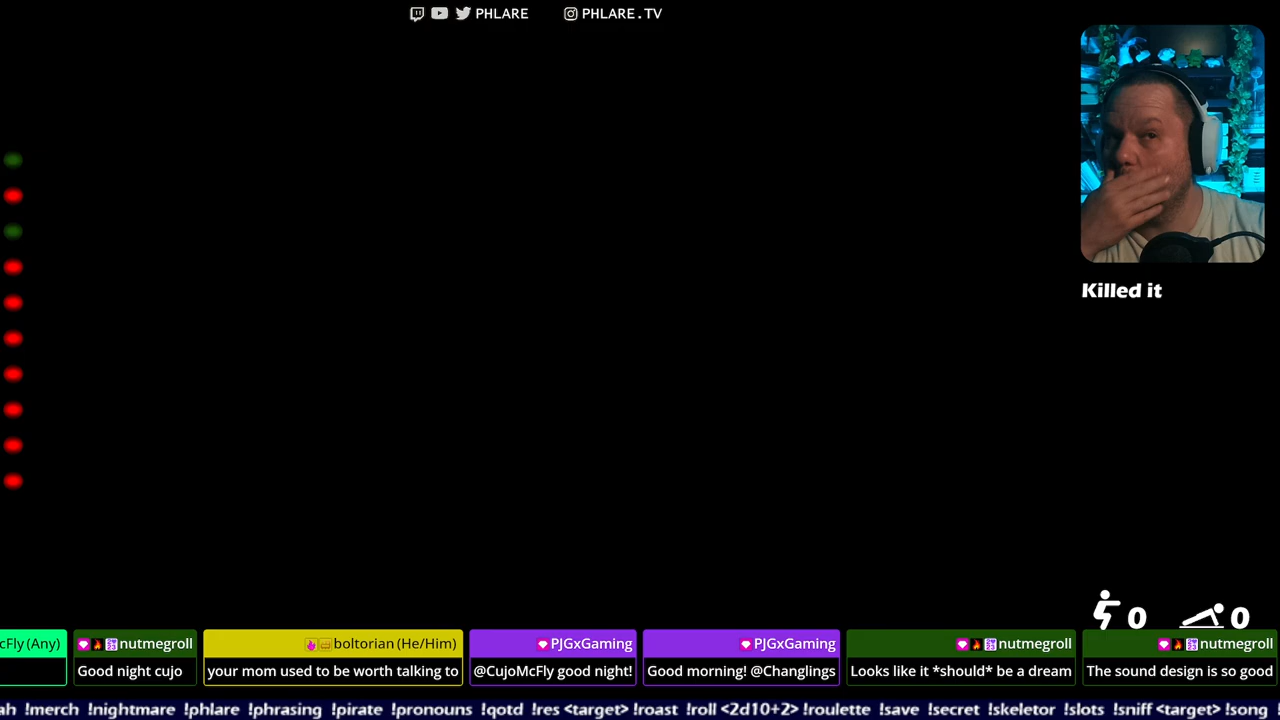 PHLARE PHLARE.TV
Killed it
0 0
cFly (Any)
nutmegroll
Good night cujo
boltorian (He/Him)
your mom used to be worth talking to
PJGxGaming
@CujoMcFly good night!
PJGxGaming
Good morning! @Changlings
nutmegroll
Looks like it *should* be a dream
nutmegroll
The sound design is so good
ah !merch !nightmare !phlare !phrasing !pirate !pronouns !qotd !res <target> !roast !roll <2d10+2> !roulette !save !secret !skeletor !slots !sniff <target> !song